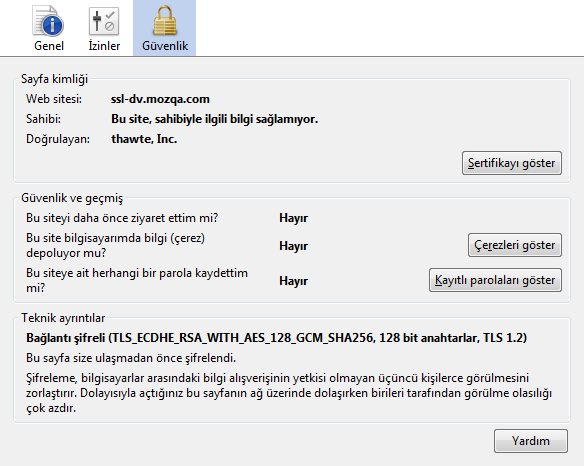 Genel
İzinler
Güvenlik
Sayfa kimliği
Web sitesi: ssl-dv.mozqa.com
Sahibi: Bu site, sahibiyle ilgili bilgi sağlamıyor.
Doğrulayan: thawte, Inc.
Sertifikayı göster
Güvenlik ve geçmiş
Bu siteyi daha önce ziyaret ettim mi? Hayır
Bu site bilgisayarımda bilgi (çerez)
depoluyor mu? Hayır
Çerezleri göster
Bu siteye ait herhangi bir parola kaydettim
mi? Hayır
Kayıtlı parolaları göster
Teknik ayrıntılar
Bağlantı şifreli (TLS_ECDHE_RSA_WITH_AES_128_GCM_SHA256, 128 bit anahtarlar, TLS 1.2)
Bu sayfa size ulaşmadan önce şifrelendi.
Şifreleme, bilgisayarlar arasındaki bilgi alışverişinin yetkisi olmayan üçüncü kişilerce görülmesini
zorlaştırır. Dolayısıyla açtığınız bu sayfanın ağ üzerinde dolaşırken birileri tarafından görülme olasılığı
çok azdır.
Yardım